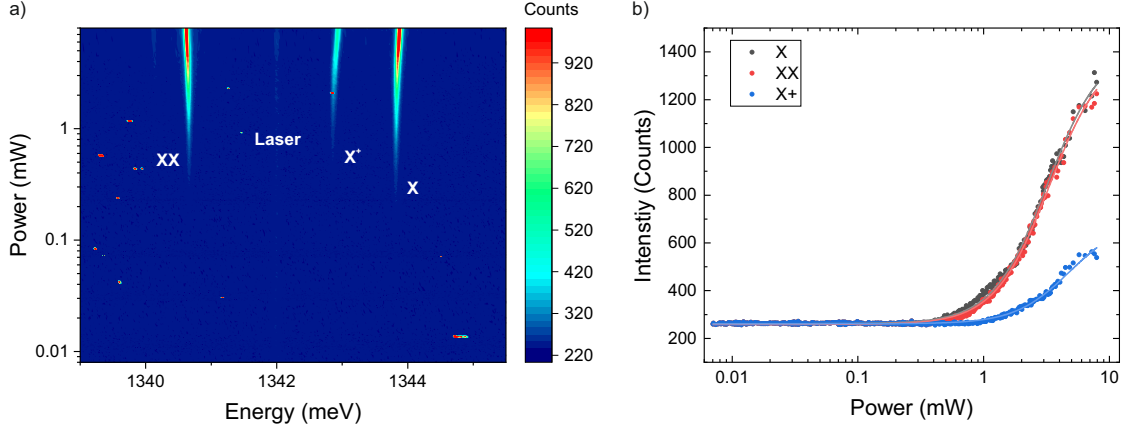 a)
Counts
Power (mW)
1
0.1
0.01
XX
Laser
X+
X
1340
1342
1344
Energy (meV)
920
820
720
620
520
420
320
220
b)
Intenstiy (Counts)
1400
1200
1000
800
600
400
200
X
XX
X+
0.01
0.1
1
10
Power (mW)